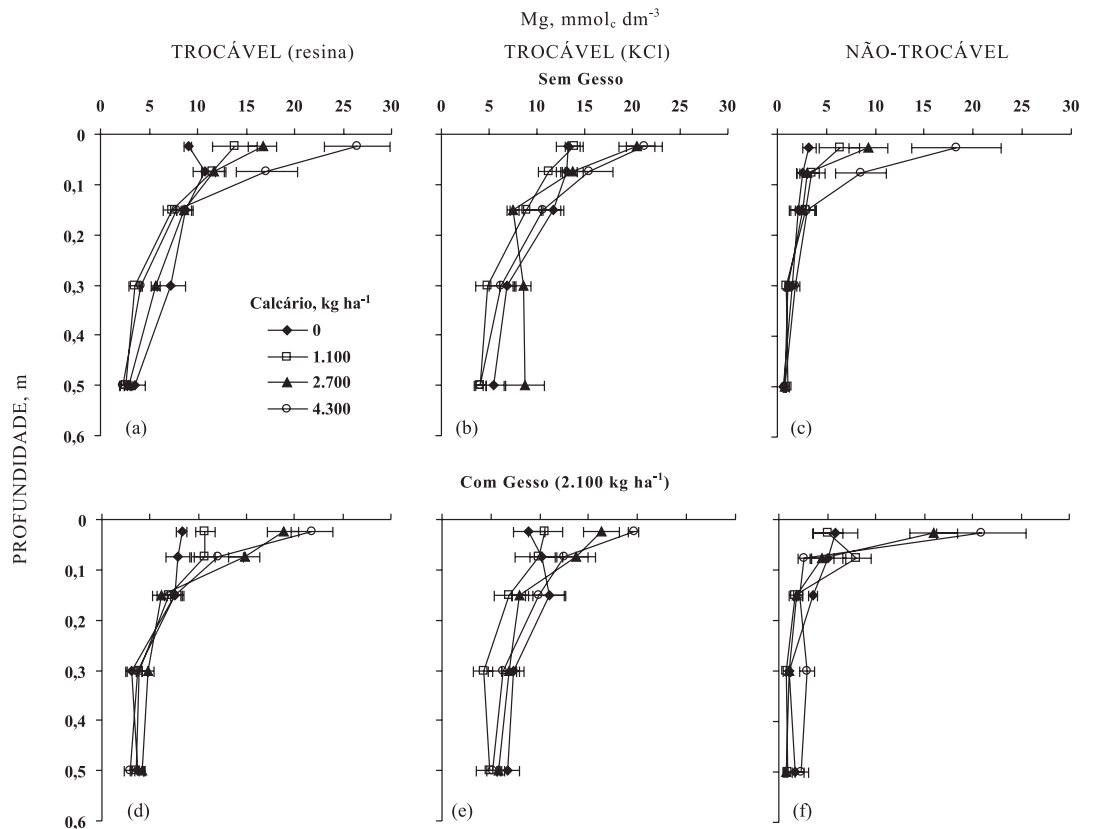 Mg, mmolc dm-3
TROCÁVEL (resina)
TROCÁVEL (KCl)
NÃO-TROCÁVEL
Sem Gesso
0 5 10 15 20 25 30
0 5 10 15 20 25 30
0 5 10 15 20 25 30
0
0,1
0,2
0,3
0,4
0,5
0,6
Calcário, kg ha-1
0
1.100
2.700
4.300
(a)
(b)
(c)
PROFUNDIDADE, m
Com Gesso (2.100 kg ha-1)
0
0,1
0,2
0,3
0,4
0,5
0,6
(d)
(e)
(f)